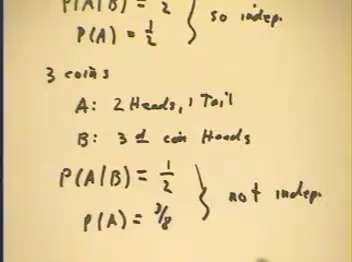 P(A|B) = 1/2
P(A) = 1/2 } so indep.
3 coins
A: 2 Heads, 1 Tail
B: 3d coin Heads
P(A|B) = 1/2
P(A) = 3/8 } not indep.